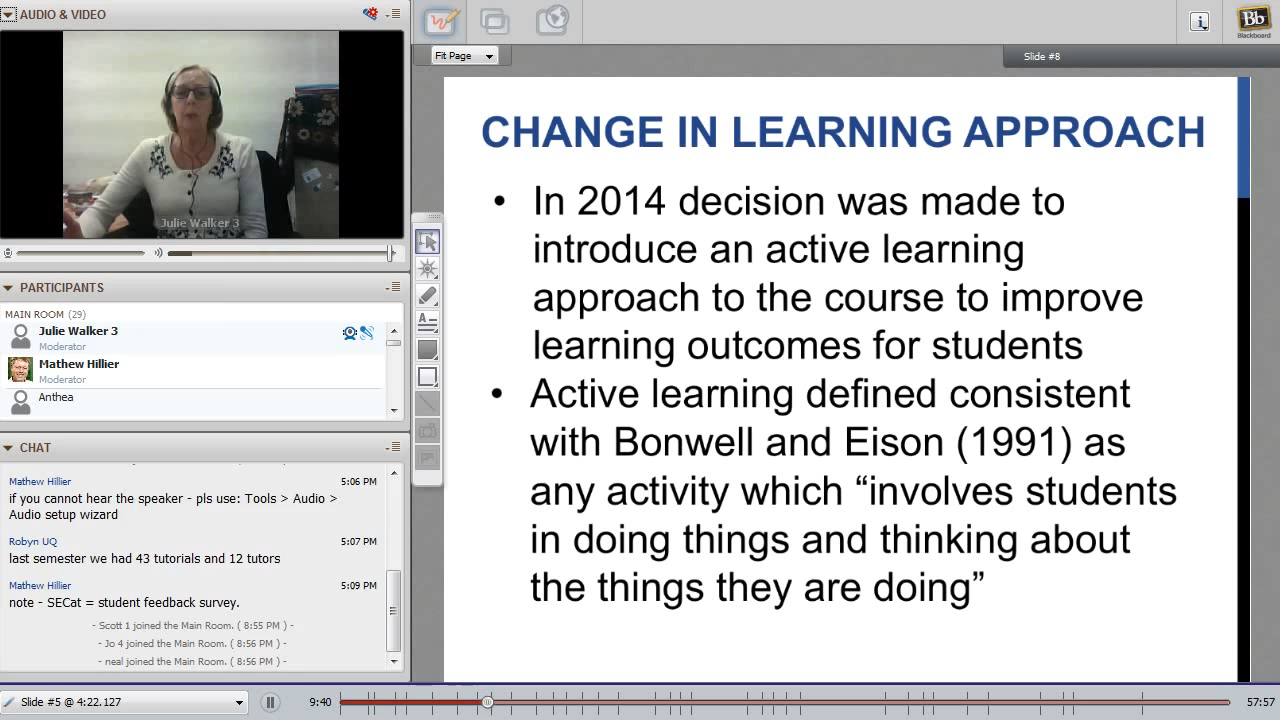 AUDIO & VIDEO
Julie Walker 3
PARTICIPANTS
MAIN ROOM (29)
Julie Walker 3
Moderator
Mathew Hillier
Moderator
Anthea
CHAT
Mathew Hillier 5:06 PM
if you cannot hear the speaker - pls use: Tools > Audio >
Audio setup wizard
Robyn UQ 5:07 PM
last semester we had 43 tutorials and 12 tutors
Mathew Hillier 5:09 PM
note - SECat = student feedback survey.
- Scott 1 joined the Main Room. ( 8:55 PM ) -
- Jo 4 joined the Main Room. ( 8:56 PM ) -
- neal joined the Main Room. ( 8:56 PM ) -
Bb
Blackboard
Fit Page
Slide #8
CHANGE IN LEARNING APPROACH
• In 2014 decision was made to
introduce an active learning
approach to the course to improve
learning outcomes for students
• Active learning defined consistent
with Bonwell and Eison (1991) as
any activity which “involves students
in doing things and thinking about
the things they are doing”
Slide #5 @ 4:22.127
9:40
57:57